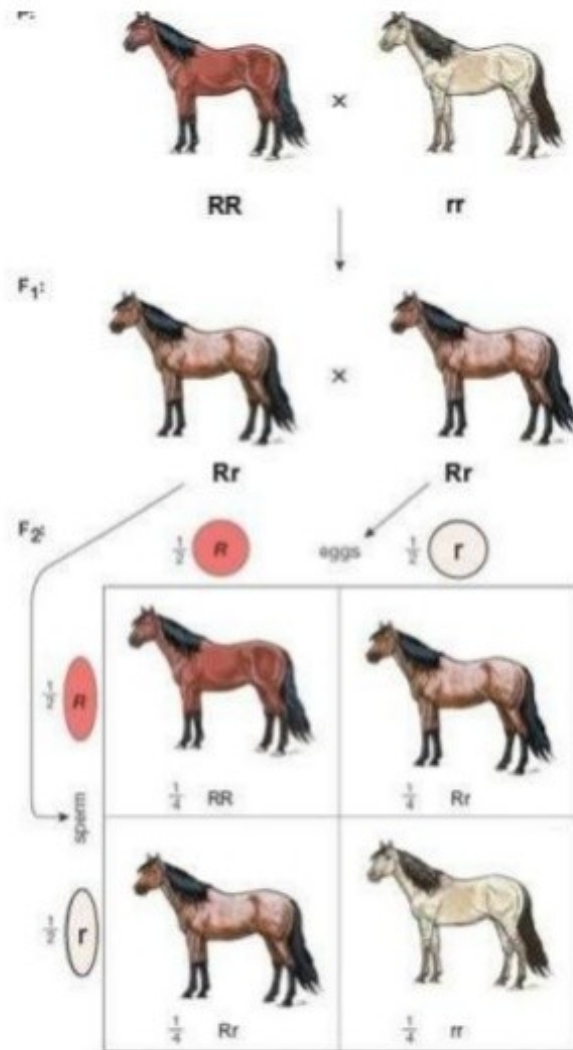 P:
×
RR rr
F₁:
×
Rr Rr
F₂:
½ R eggs ½ r
½ R
¼ RR ¼ Rr
sperm
½ r
¼ Rr ¼ rr